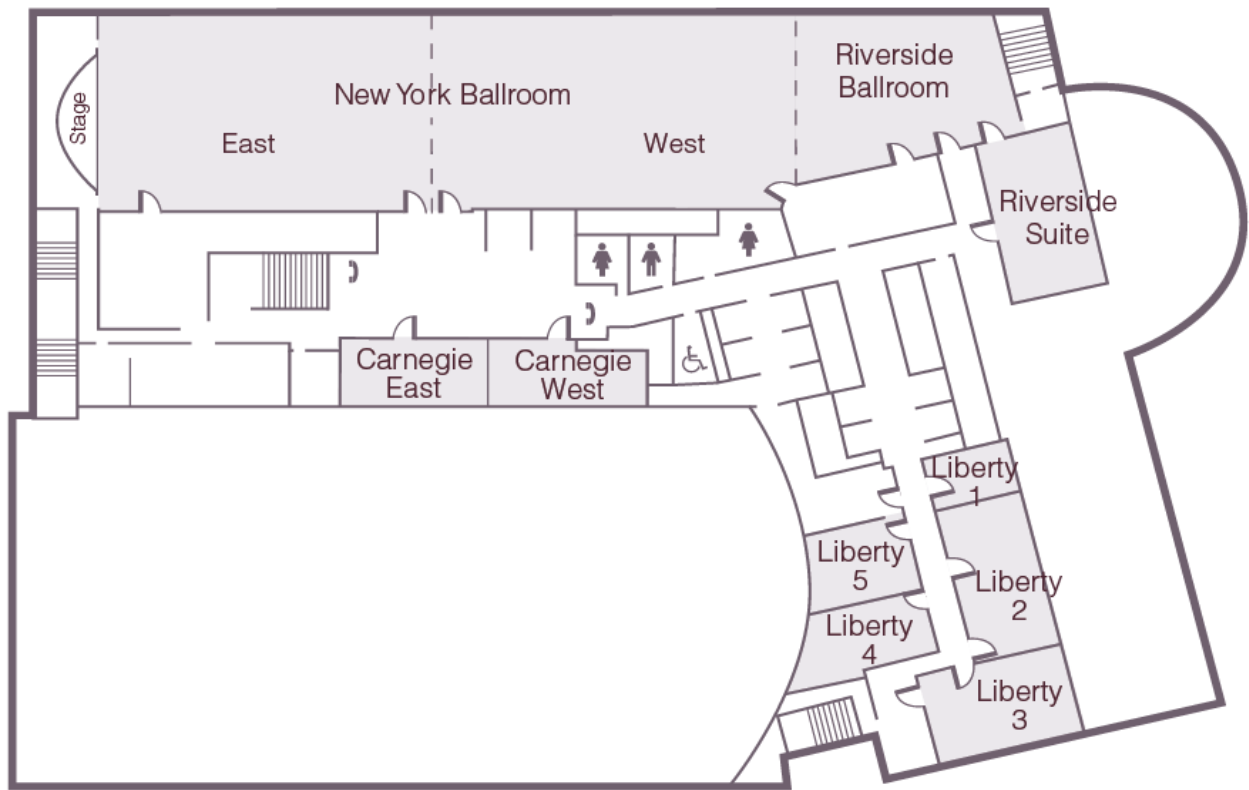 Stage
New York Ballroom
East
West
Riverside
Ballroom
Riverside
Suite
Carnegie
East
Carnegie
West
Liberty
1
Liberty
5
Liberty
2
Liberty
4
Liberty
3